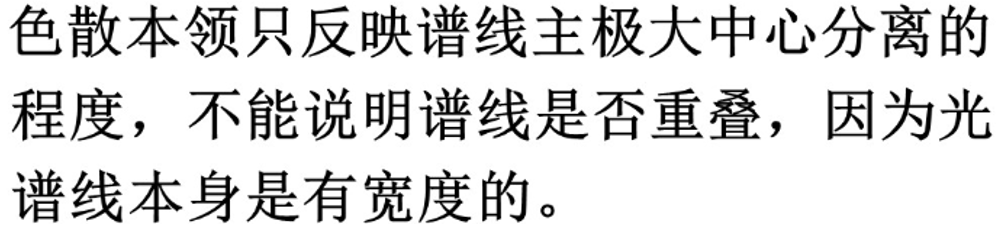 色散本领只反映谱线主极大中心分离的
程度，不能说明谱线是否重叠，因为光
谱线本身是有宽度的。